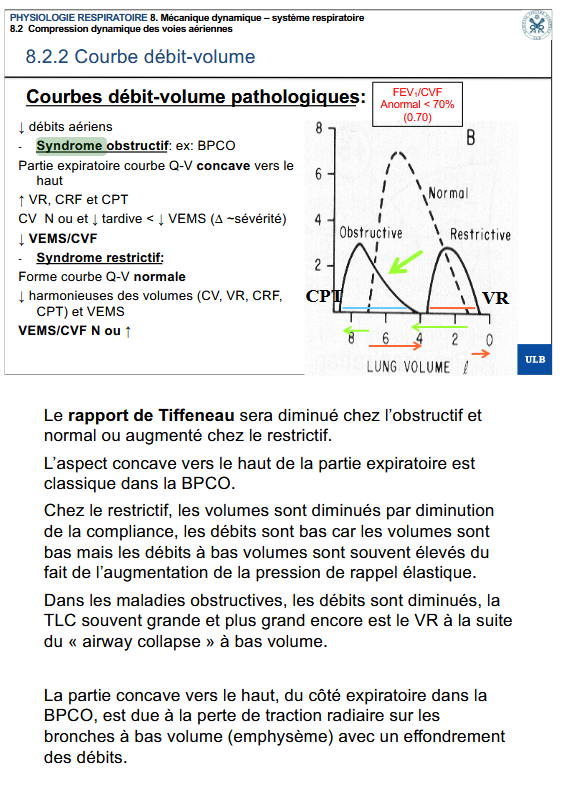 PHYSIOLOGIE RESPIRATOIRE 8. Mécanique dynamique – système respiratoire
8.2 Compression dynamique des voies aériennes
8.2.2 Courbe débit-volume
Courbes débit-volume pathologiques:
FEV₁/CVF
Anormal < 70%
(0.70)
↓ débits aériens
- Syndrome obstructif: ex: BPCO
Partie expiratoire courbe Q-V concave vers le
haut
↑ VR, CRF et CPT
CV N ou et ↓ tardive < ↓ VEMS (Δ ~sévérité)
↓ VEMS/CVF
- Syndrome restrictif:
Forme courbe Q-V normale
↓ harmonieuses des volumes (CV, VR, CRF,
CPT) et VEMS
VEMS/CVF N ou ↑
B
8
6
4
2
Normal
Obstructive
Restrictive
CPT
VR
8 6 4 2 0
LUNG VOLUME l
ULB
Le rapport de Tiffeneau sera diminué chez l’obstructif et
normal ou augmenté chez le restrictif.
L’aspect concave vers le haut de la partie expiratoire est
classique dans la BPCO.
Chez le restrictif, les volumes sont diminués par diminution
de la compliance, les débits sont bas car les volumes sont
bas mais les débits à bas volumes sont souvent élevés du
fait de l’augmentation de la pression de rappel élastique.
Dans les maladies obstructives, les débits sont diminués, la
TLC souvent grande et plus grand encore est le VR à la suite
du « airway collapse » à bas volume.
La partie concave vers le haut, du côté expiratoire dans la
BPCO, est due à la perte de traction radiaire sur les
bronches à bas volume (emphysème) avec un effondrement
des débits.